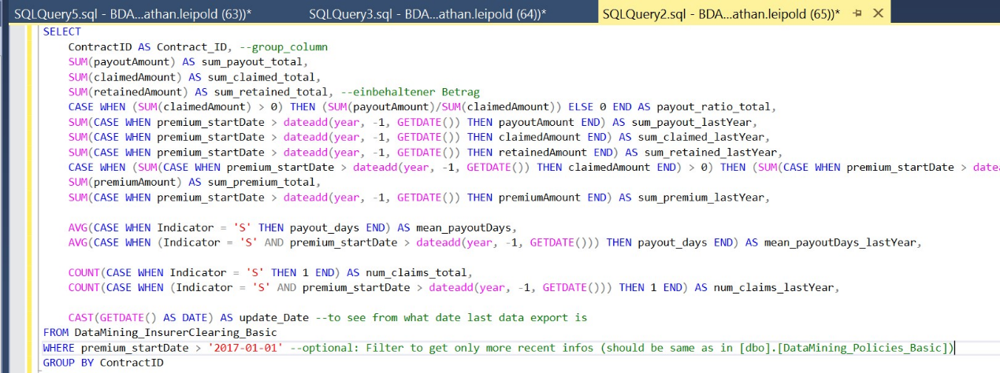 SQLQuery5.sql - BDA...athan.leipold (63))* SQLQuery3.sql - BDA...athan.leipold (64))* SQLQuery2.sql - BDA...athan.leipold (65))*
SELECT
ContractID AS Contract_ID, --group_column
SUM(payoutAmount) AS sum_payout_total,
SUM(claimedAmount) AS sum_claimed_total,
SUM(retainedAmount) AS sum_retained_total, --einbehaltener Betrag
CASE WHEN (SUM(claimedAmount) > 0) THEN (SUM(payoutAmount)/SUM(claimedAmount)) ELSE 0 END AS payout_ratio_total,
SUM(CASE WHEN premium_startDate > dateadd(year, -1, GETDATE()) THEN payoutAmount END) AS sum_payout_lastYear,
SUM(CASE WHEN premium_startDate > dateadd(year, -1, GETDATE()) THEN claimedAmount END) AS sum_claimed_lastYear,
SUM(CASE WHEN premium_startDate > dateadd(year, -1, GETDATE()) THEN retainedAmount END) AS sum_retained_lastYear,
CASE WHEN (SUM(CASE WHEN premium_startDate > dateadd(year, -1, GETDATE()) THEN claimedAmount END) > 0) THEN (SUM(CASE WHEN premium_startDate > date
SUM(premiumAmount) AS sum_premium_total,
SUM(CASE WHEN premium_startDate > dateadd(year, -1, GETDATE()) THEN premiumAmount END) AS sum_premium_lastYear,
AVG(CASE WHEN Indicator = 'S' THEN payout_days END) AS mean_payoutDays,
AVG(CASE WHEN (Indicator = 'S' AND premium_startDate > dateadd(year, -1, GETDATE())) THEN payout_days END) AS mean_payoutDays_lastYear,
COUNT(CASE WHEN Indicator = 'S' THEN 1 END) AS num_claims_total,
COUNT(CASE WHEN (Indicator = 'S' AND premium_startDate > dateadd(year, -1, GETDATE())) THEN 1 END) AS num_claims_lastYear,
CAST(GETDATE() AS DATE) AS update_Date --to see from what date last data export is
FROM DataMining_InsurerClearing_Basic
WHERE premium_startDate > '2017-01-01' --optional: Filter to get only more recent infos (should be same as in [dbo].[DataMining_Policies_Basic])
GROUP BY ContractID